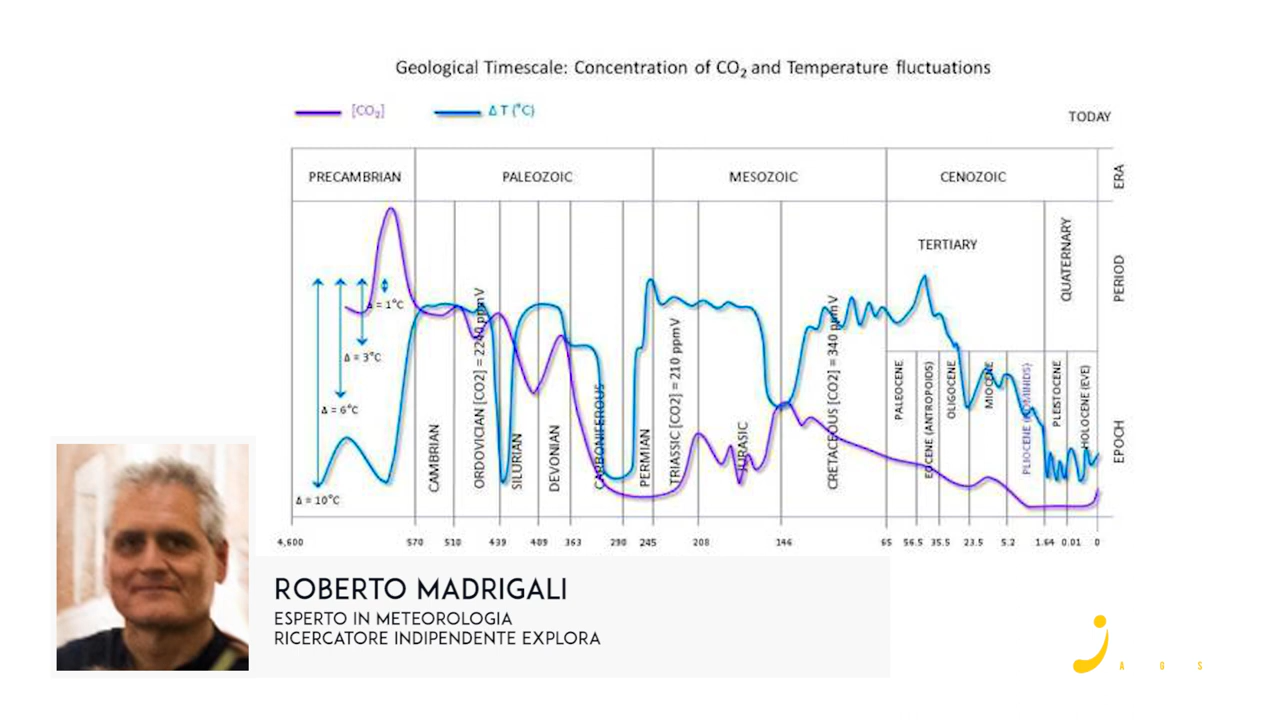 Geological Timescale: Concentration of CO₂ and Temperature fluctuations
[CO₂]
Δ T (°C)
TODAY
PRECAMBRIAN
PALEOZOIC
MESOZOIC
CENOZOIC
ERA
TERTIARY
QUATERNARY
PERIOD
Δ = 1°C
Δ = 3°C
Δ = 6°C
Δ = 10°C
CAMBRIAN
ORDOVICIAN [CO2] = 2240 ppmV
SILURIAN
DEVONIAN
CARBONIFEROUS
PERMIAN
TRIASSIC [CO2] = 210 ppmV
JURASIC
CRETACEOUS [CO2] = 340 ppmV
PALEOCENE
EOCENE (ANTROPOIDS)
OLIGOCENE
MIOCENE
PLIOCENE (HOMINIDS)
PLEISTOCENE
HOLOCENE (EVE)
EPOCH
4,600 570 510 439 409 363 290 245 208 146 65 56.5 35.5 23.5 5.2 1.64 0.01 0
ROBERTO MADRIGALI
ESPERTO IN METEOROLOGIA
RICERCATORE INDIPENDENTE EXPLORA
A G S